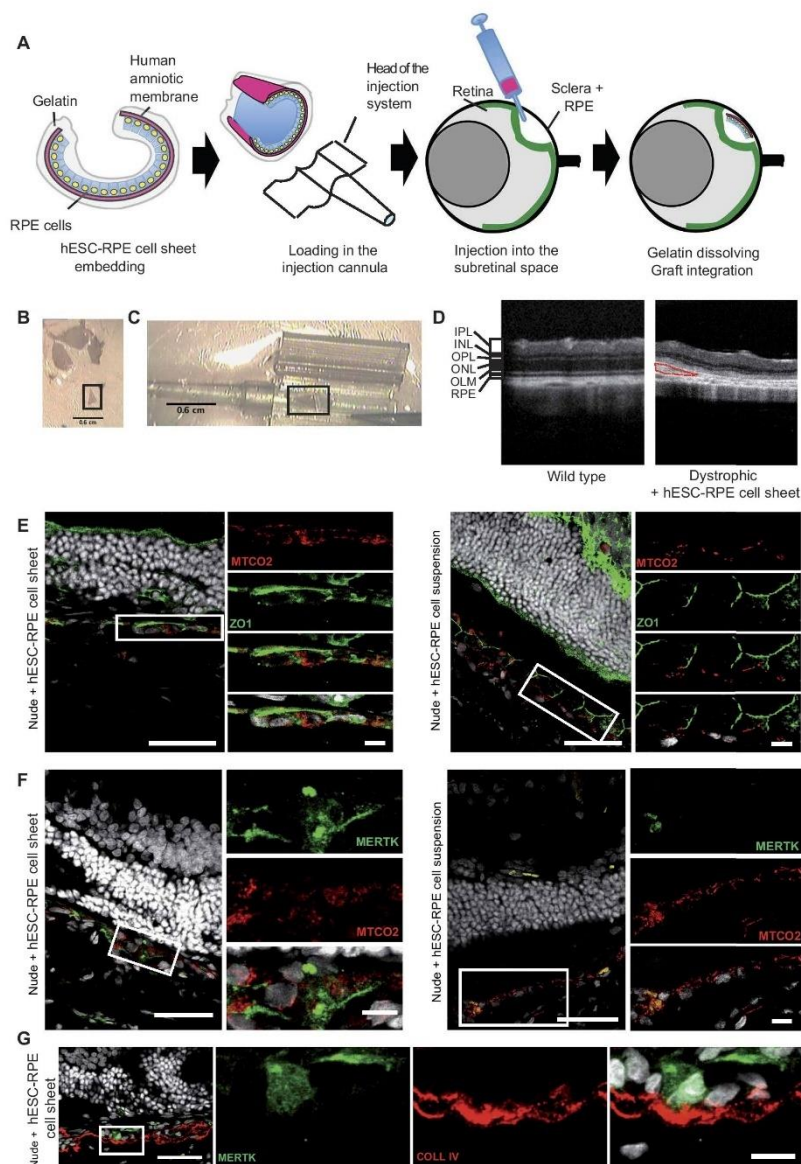 A
Human
amniotic
membrane
Gelatin
RPE cells
hESC-RPE cell sheet
embedding
Head of the
injection
system
Loading in the
injection cannula
Retina
Sclera +
RPE
Injection into the
subretinal space
Gelatin dissolving
Graft integration
B
0.6 cm
C
0.6 cm
D
IPL
INL
OPL
ONL
OLM
RPE
Wild type
Dystrophic
+ hESC-RPE cell sheet
E
Nude + hESC-RPE cell sheet
MTCO2
ZO1
Nude + hESC-RPE cell suspension
MTCO2
ZO1
F
Nude + hESC-RPE cell sheet
MERTK
MTCO2
Nude + hESC-RPE cell suspension
MERTK
MTCO2
G
Nude + hESC-RPE
cell sheet
MERTK
COLL IV